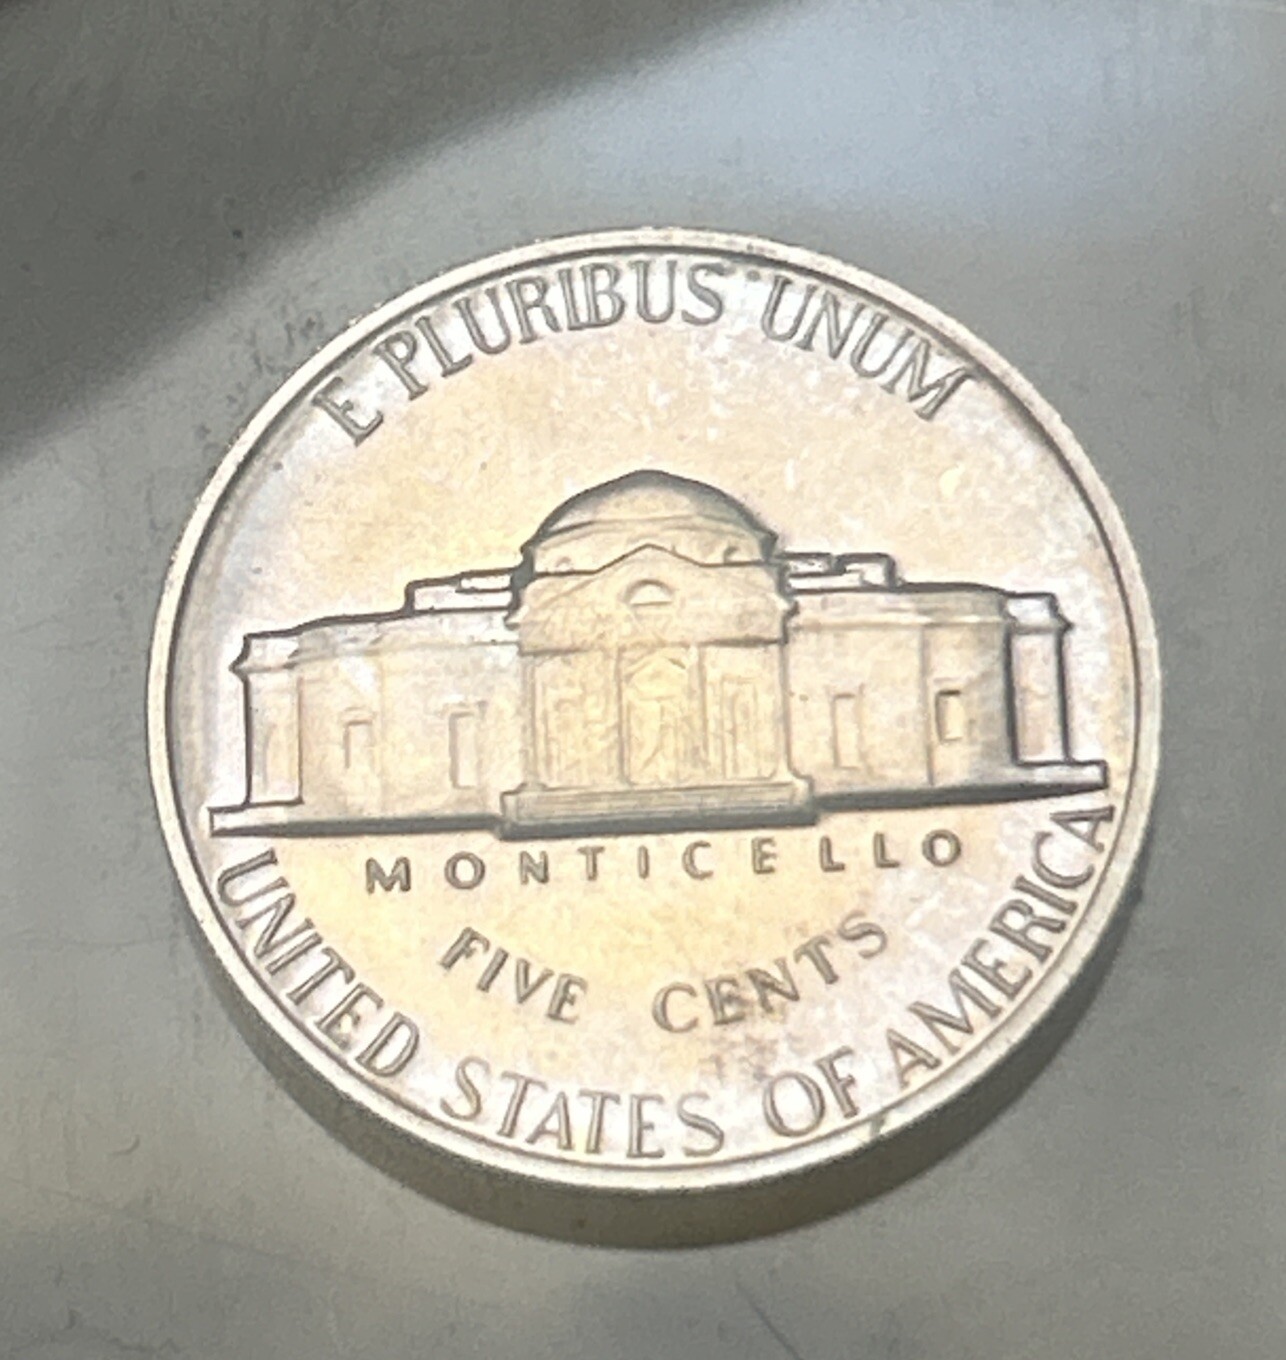 E PLURIBUS · UNUM
MONTICELLO
FIVE CENTS
UNITED STATES OF AMERICA